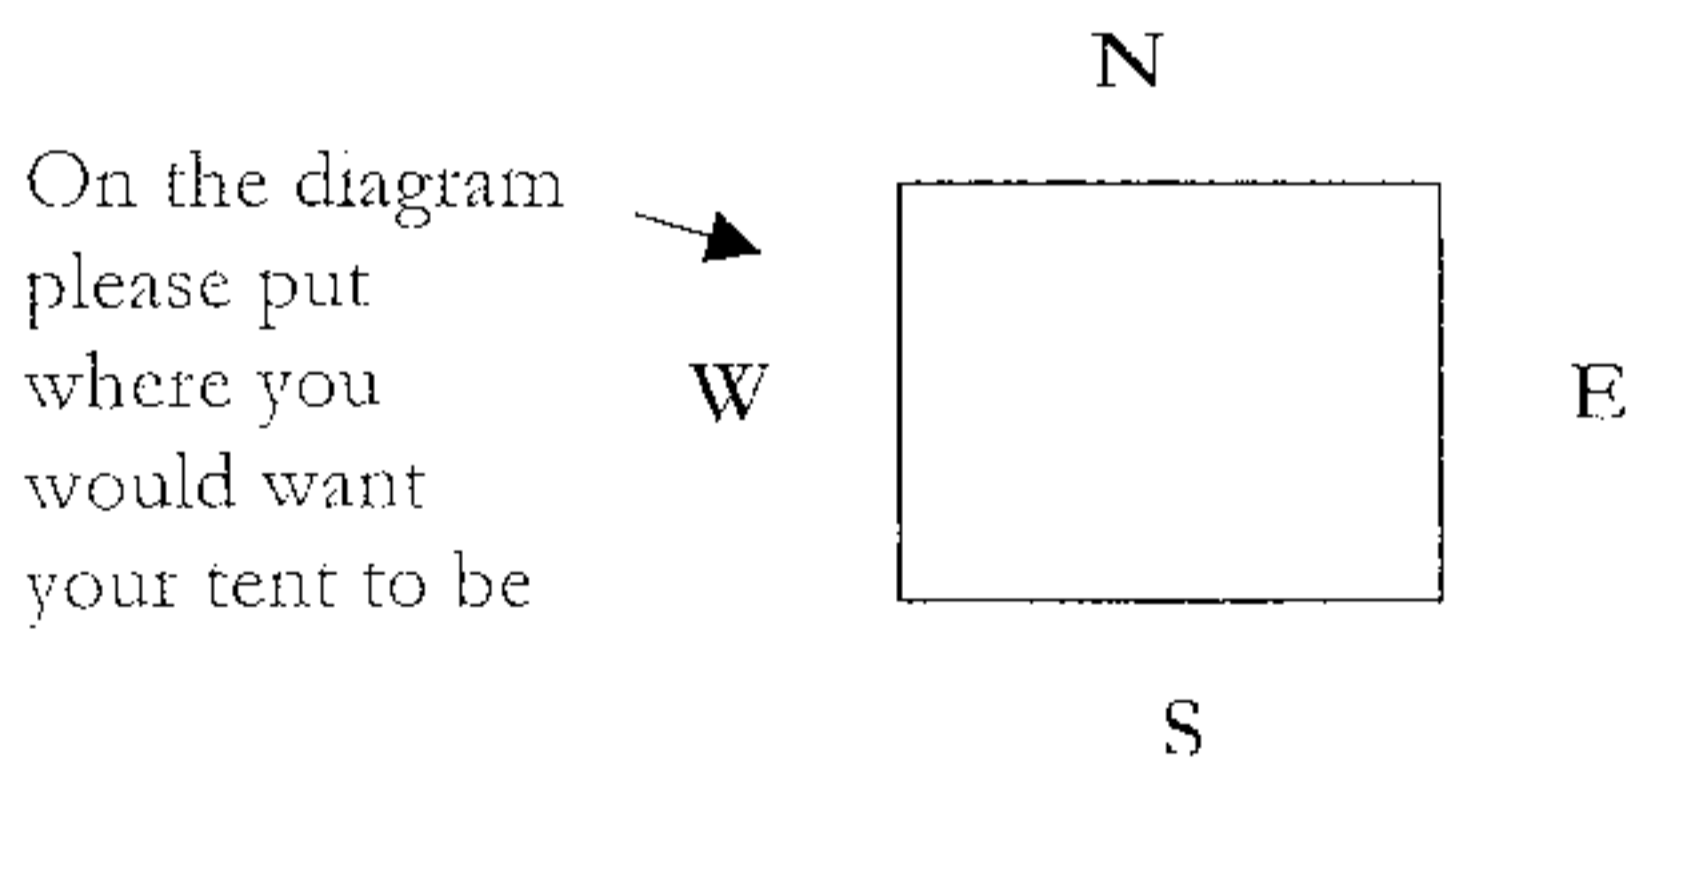 N
On the diagram
please put
where you
would want
your tent to be
W
E
S